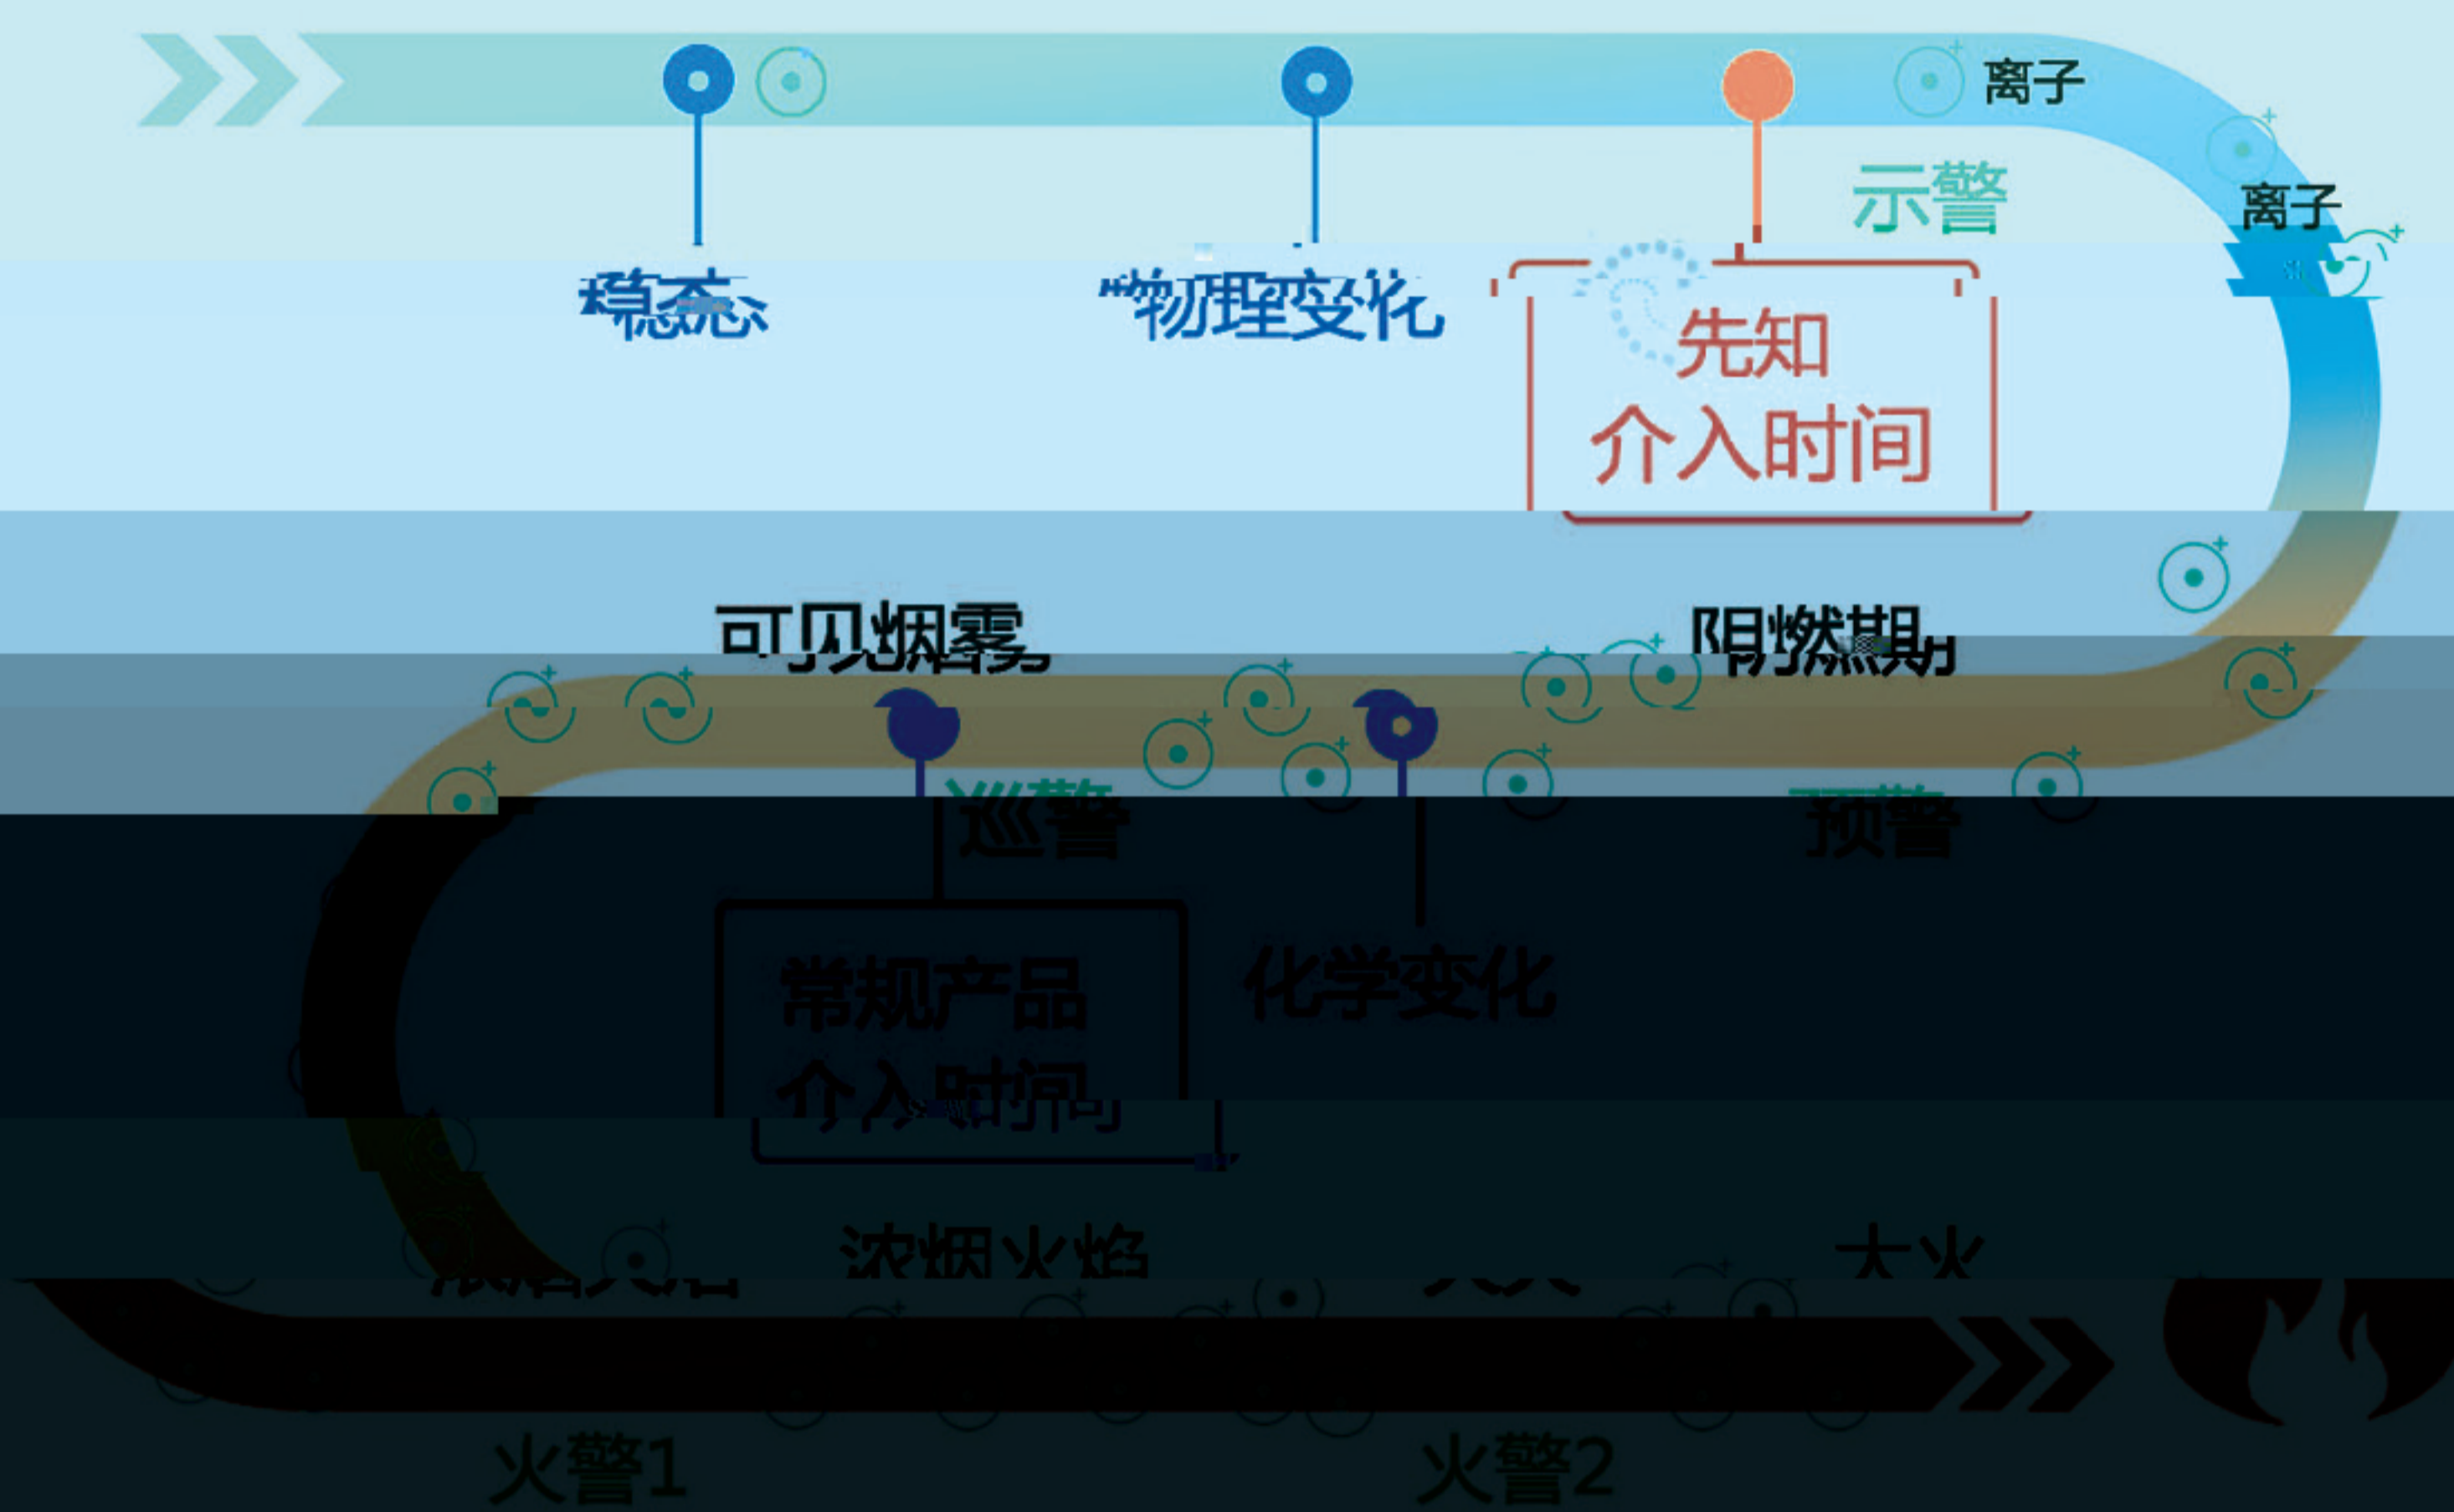 离子
离子
示警
稳态
物理变化
先知
介入时间
可见烟雾
阴燃期
巡警
预警
常规产品
介入时间
化学变化
浓烟火焰
大火
火警1
火警2